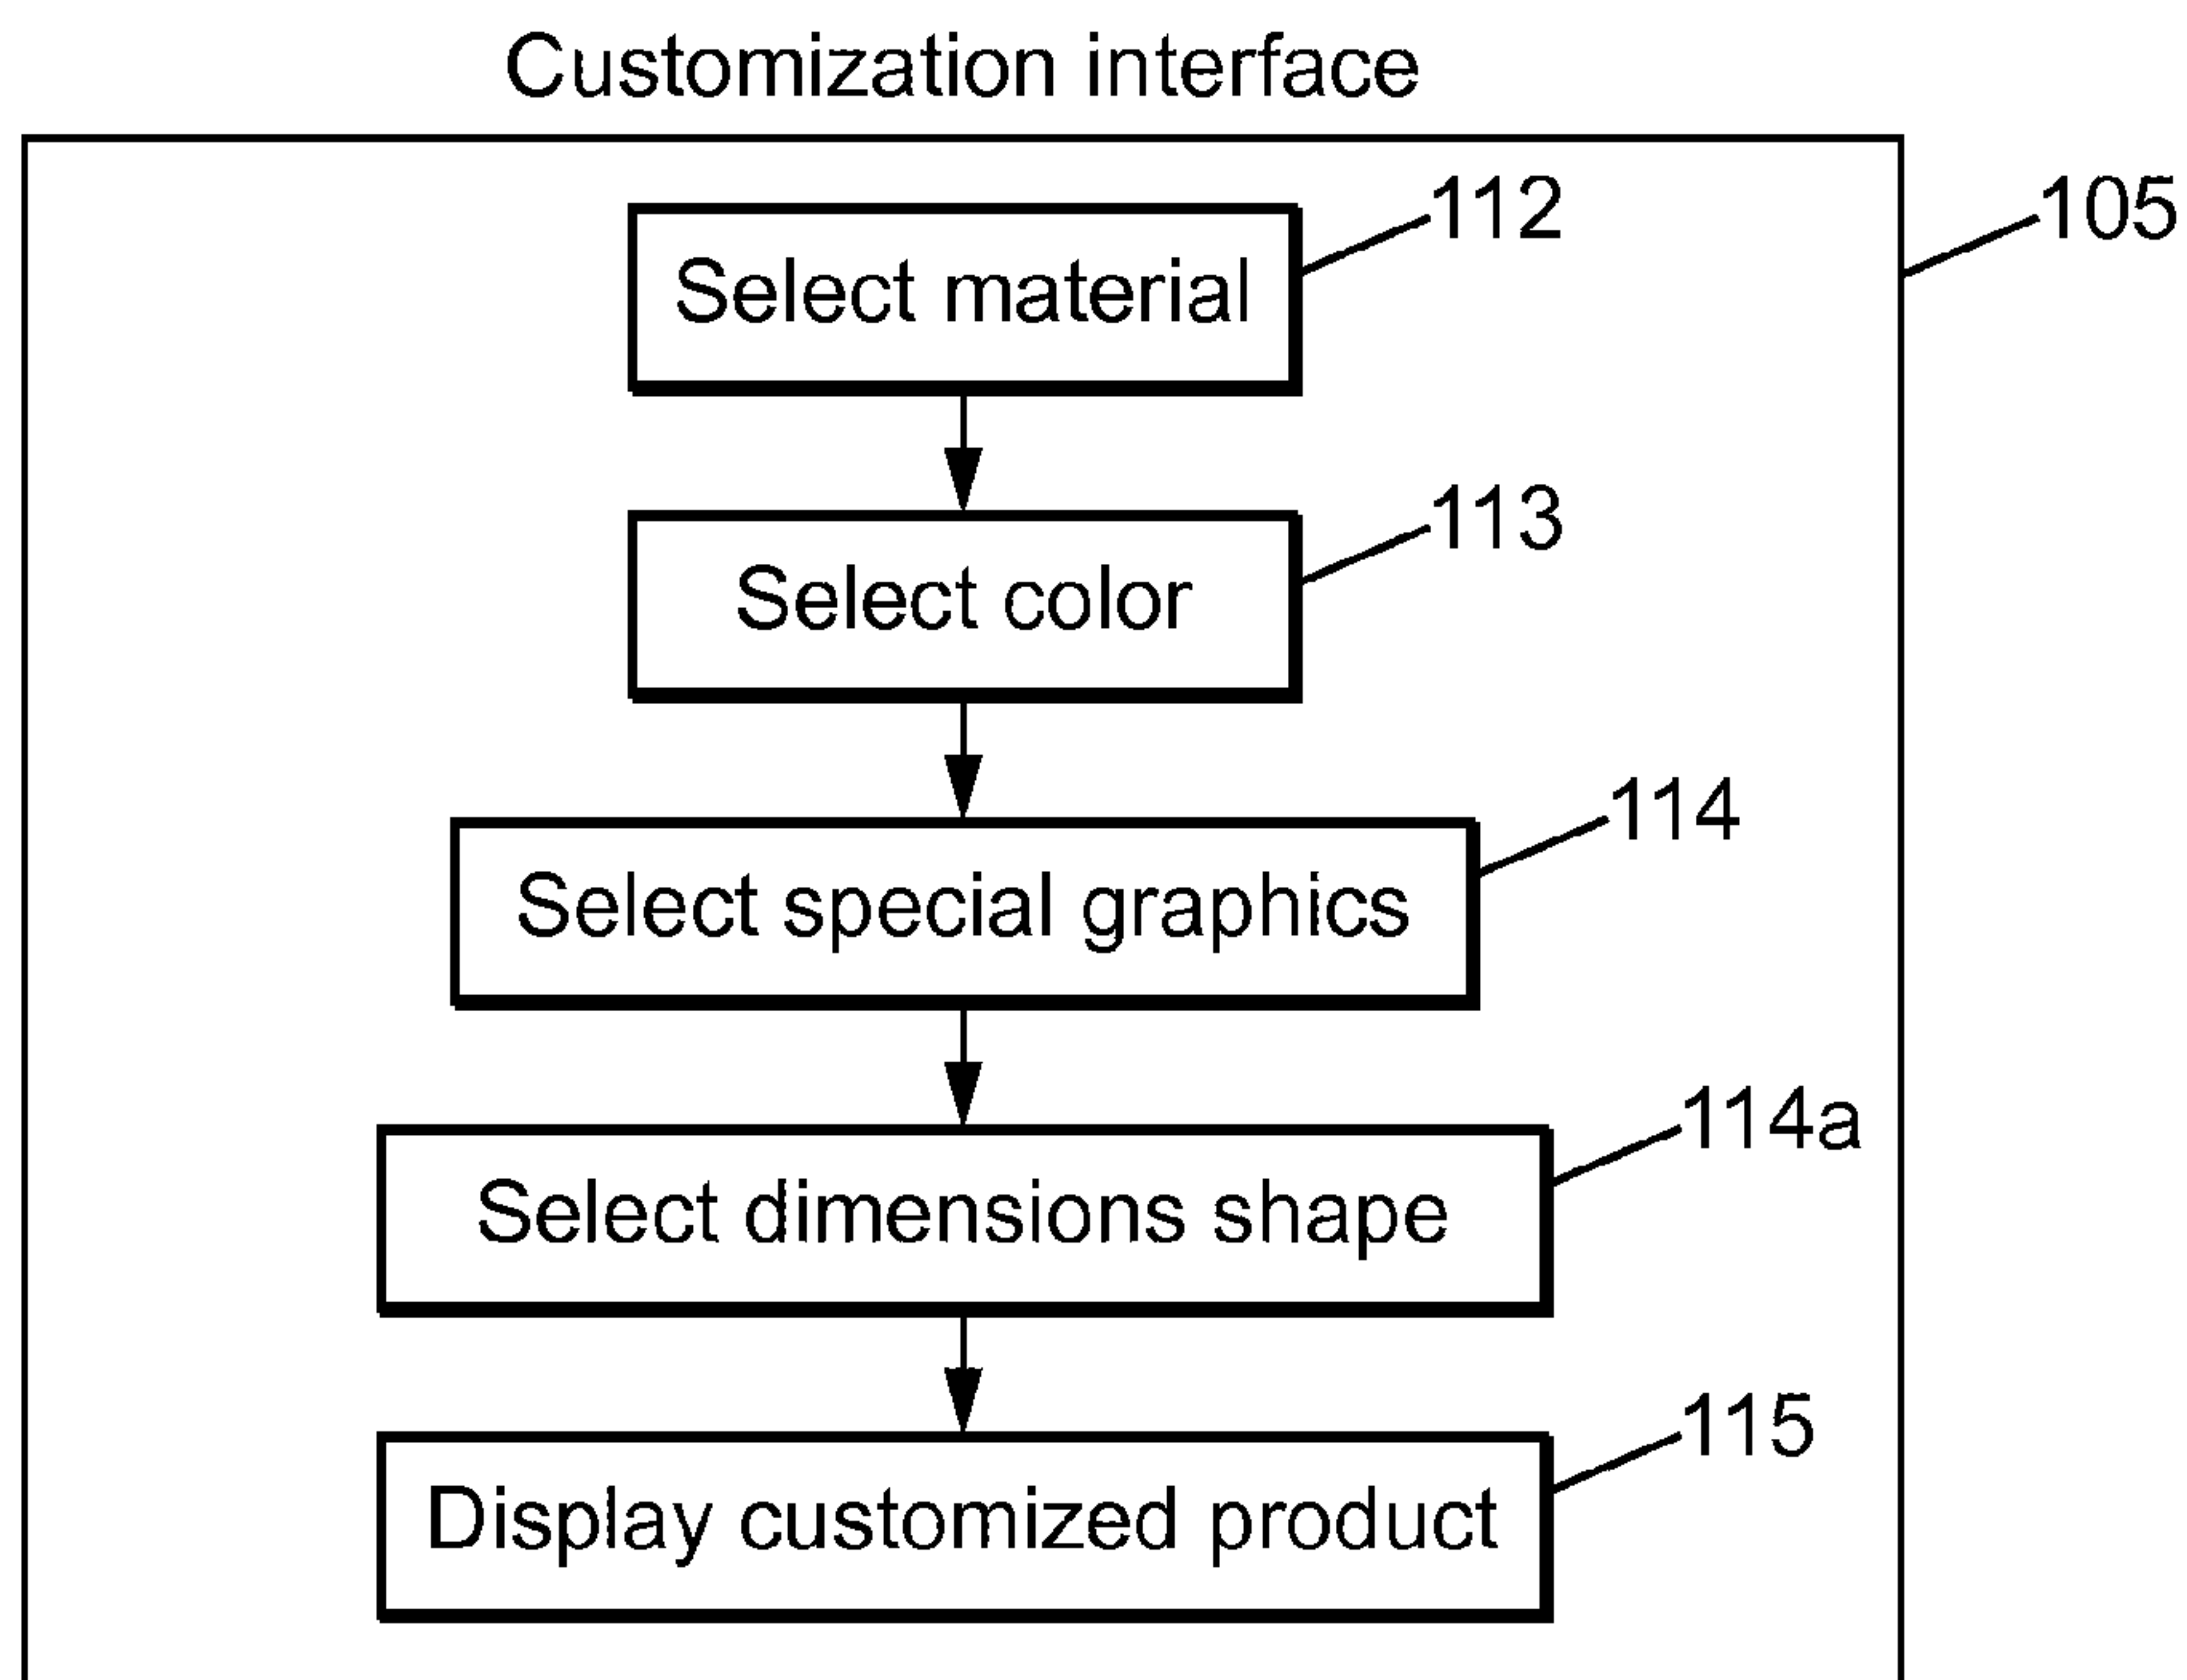 Customization interface
112
105
Select material
113
Select color
114
Select special graphics
114a
Select dimensions shape
115
Display customized product